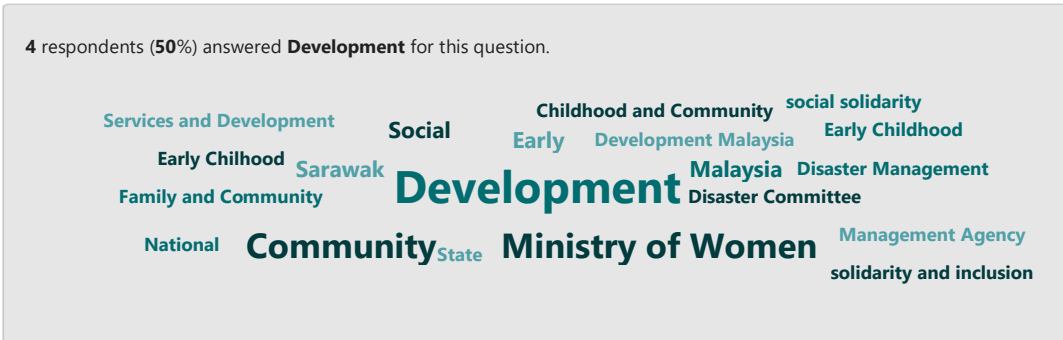 4 respondents (50%) answered Development for this question.
Childhood and Community
social solidarity
Services and Development
Social
Early
Development Malaysia
Early Childhood
Early Chilhood
Sarawak
Malaysia
Disaster Management
Development
Family and Community
Disaster Committee
National
Community
State
Ministry of Women
Management Agency
solidarity and inclusion